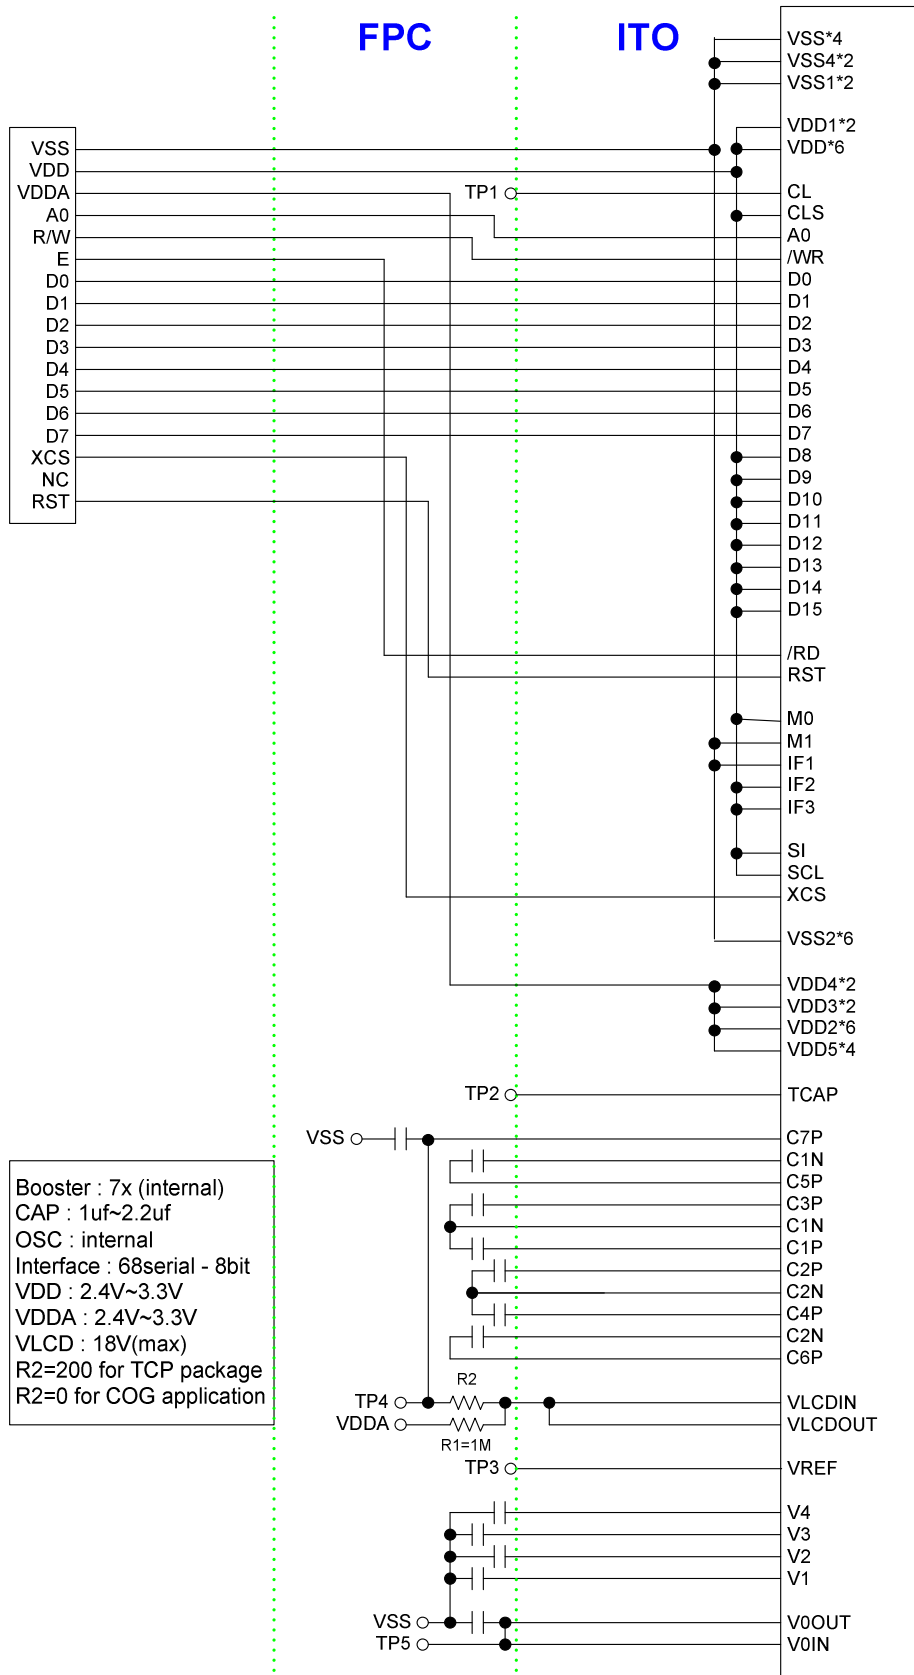 FPC
ITO
VSS
VDD
VDDA
A0
R/W
E
D0
D1
D2
D3
D4
D5
D6
D7
XCS
NC
RST
VSS*4
VSS4*2
VSS1*2
VDD1*2
VDD*6
TP1
CL
CLS
A0
/WR
D0
D1
D2
D3
D4
D5
D6
D7
D8
D9
D10
D11
D12
D13
D14
D15
/RD
RST
M0
M1
IF1
IF2
IF3
SI
SCL
XCS
VSS2*6
VDD4*2
VDD3*2
VDD2*6
VDD5*4
TP2
TCAP
VSS
C7P
C1N
C5P
C3P
C1N
C1P
C2P
C2N
C4P
C2N
C6P
Booster : 7x (internal)
CAP : 1uf~2.2uf
OSC : internal
Interface : 68serial - 8bit
VDD : 2.4V~3.3V
VDDA : 2.4V~3.3V
VLCD : 18V(max)
R2=200 for TCP package
R2=0 for COG application
R2
TP4
VLCDIN
VDDA
VLCDOUT
R1=1M
TP3
VREF
V4
V3
V2
V1
VSS
V0OUT
TP5
V0IN